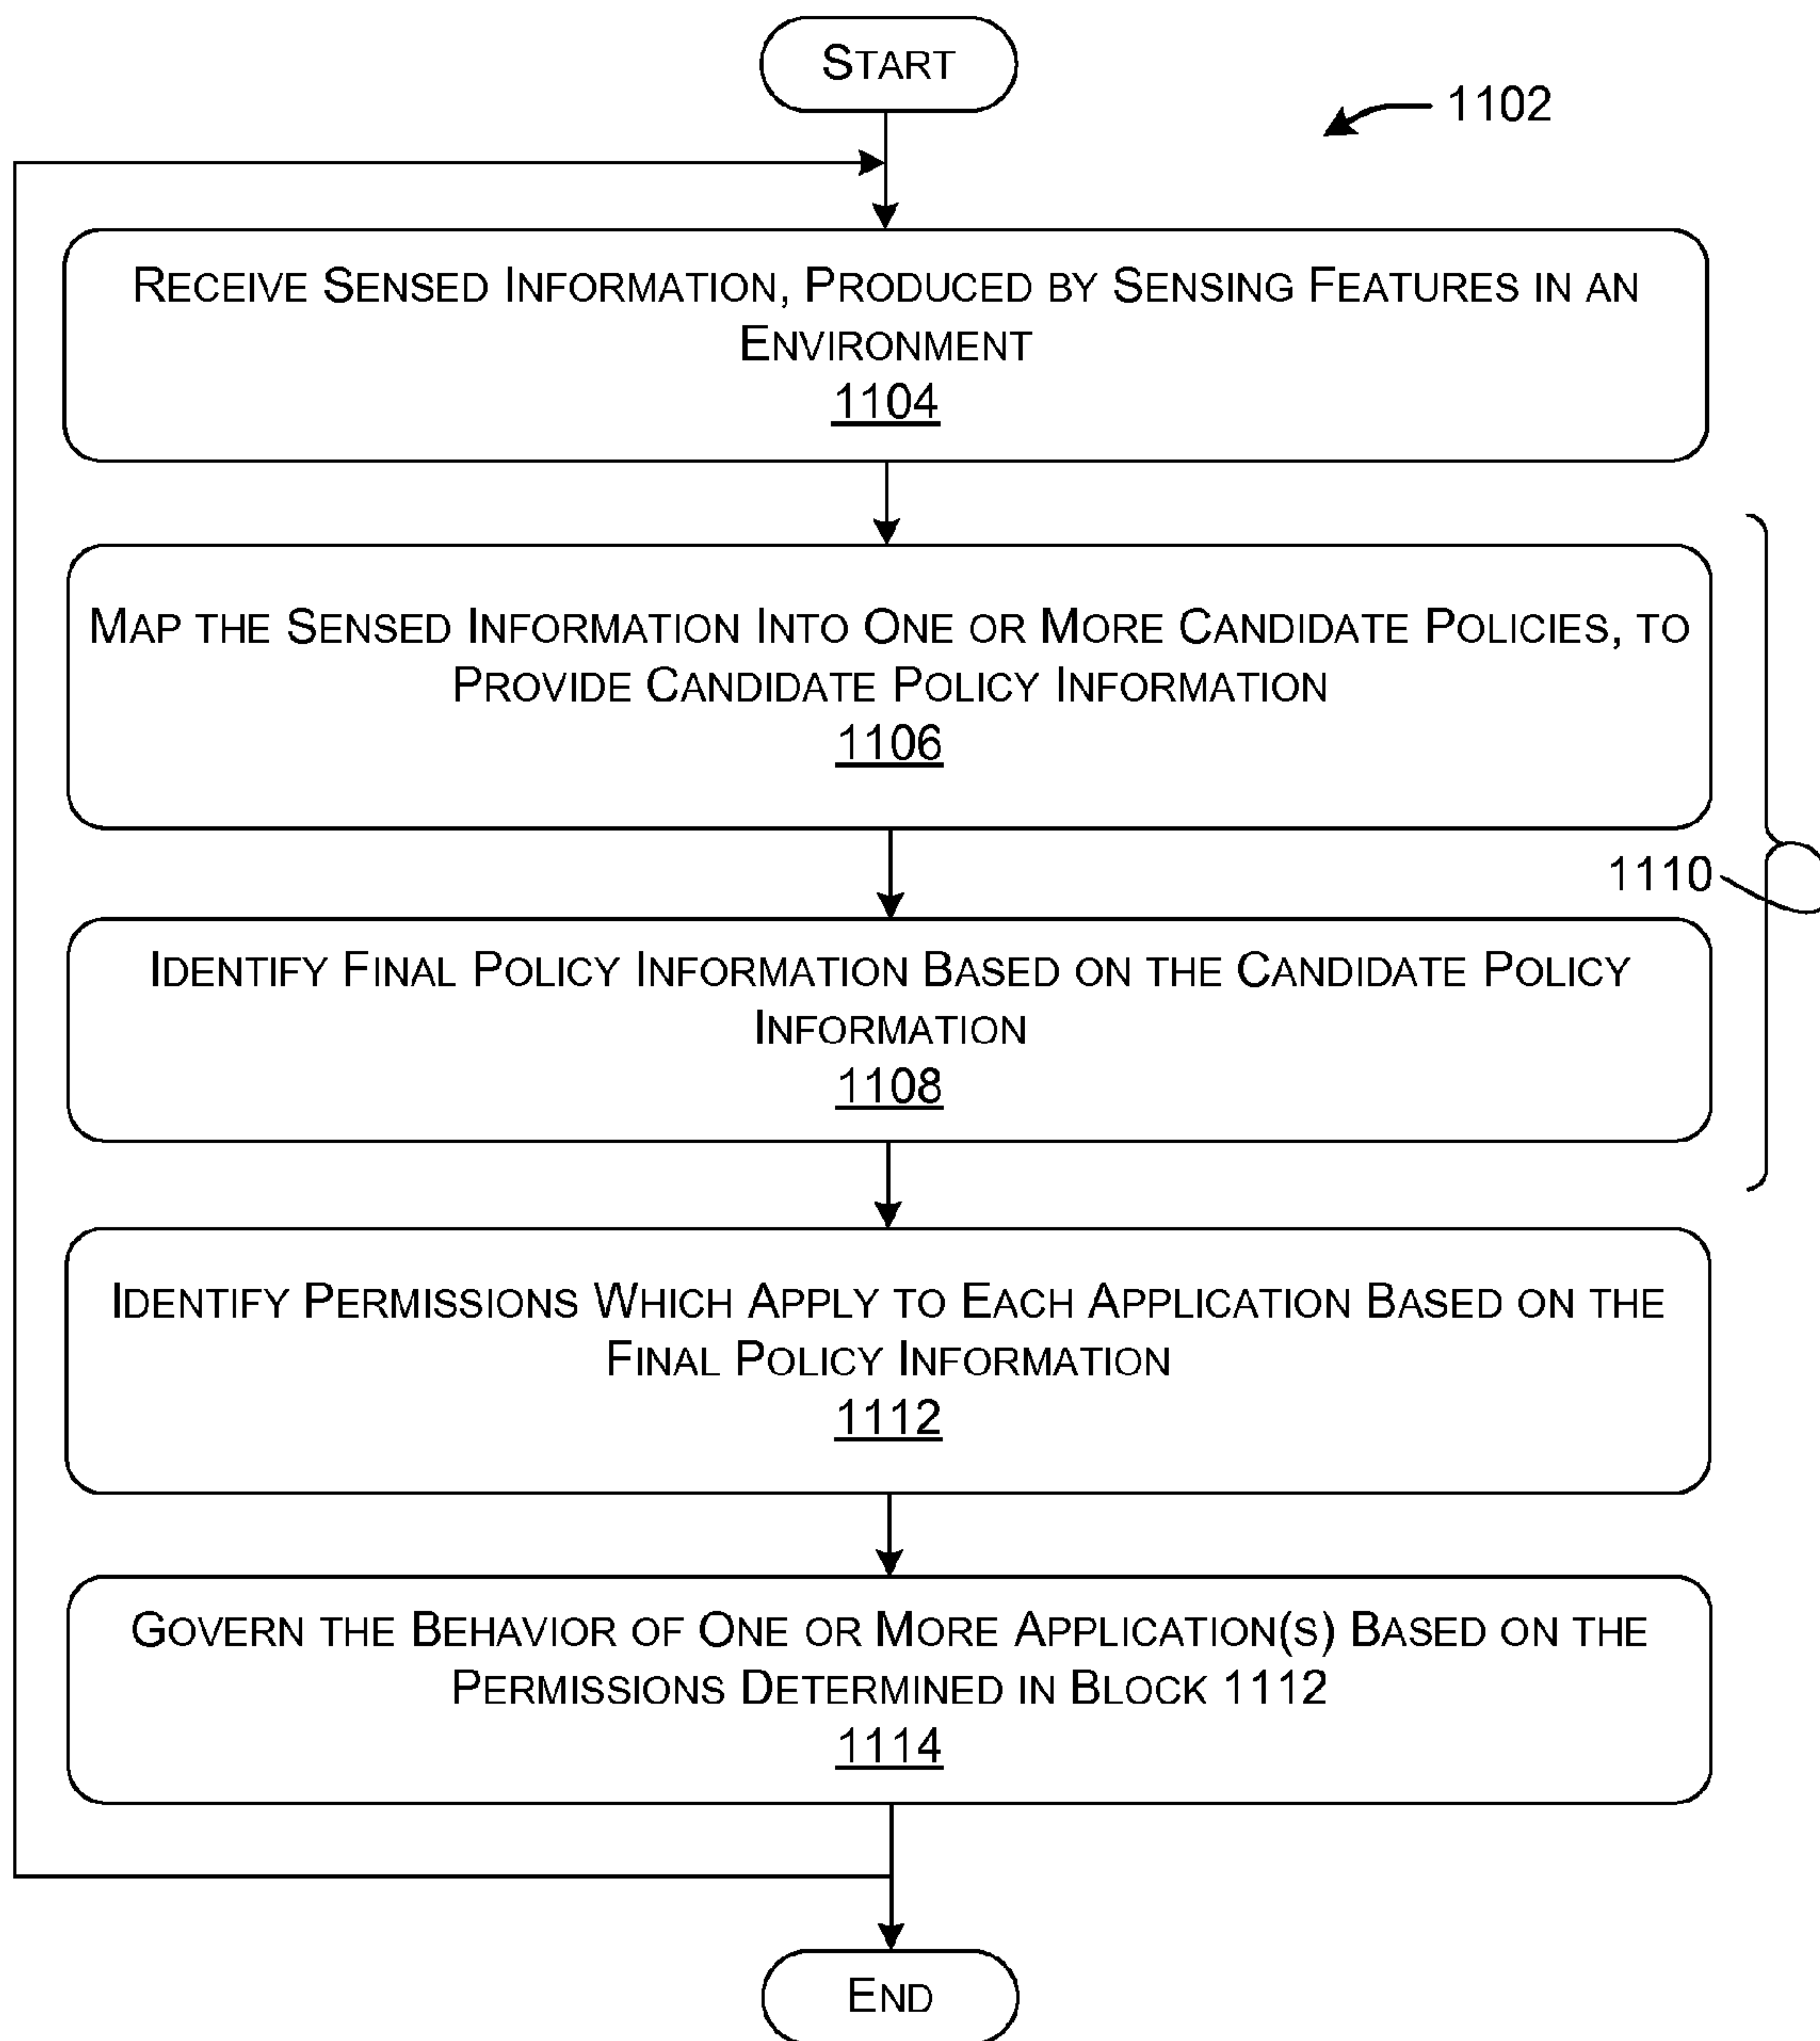 START
1102
RECEIVE SENSED INFORMATION, PRODUCED BY SENSING FEATURES IN AN
ENVIRONMENT
1104
MAP THE SENSED INFORMATION INTO ONE OR MORE CANDIDATE POLICIES, TO
PROVIDE CANDIDATE POLICY INFORMATION
1106
1110
IDENTIFY FINAL POLICY INFORMATION BASED ON THE CANDIDATE POLICY
INFORMATION
1108
IDENTIFY PERMISSIONS WHICH APPLY TO EACH APPLICATION BASED ON THE
FINAL POLICY INFORMATION
1112
GOVERN THE BEHAVIOR OF ONE OR MORE APPLICATION(S) BASED ON THE
PERMISSIONS DETERMINED IN BLOCK 1112
1114
END